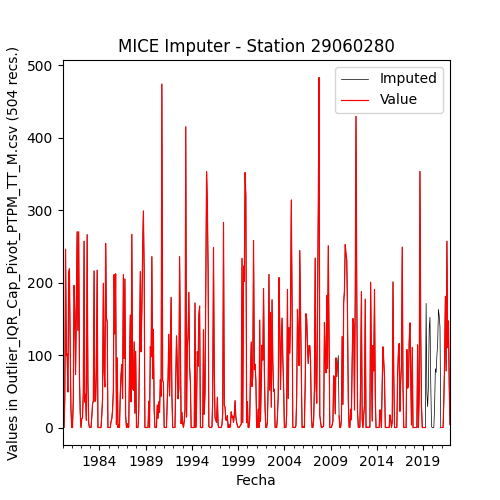 MICE Imputer - Station 29060280
Values in Outlier_IQR_Cap_Pivot_PTPM_TT_M.csv (504 recs.)
500
400
300
200
100
0
Imputed
Value
1984 1989 1994 1999 2004 2009 2014 2019
Fecha